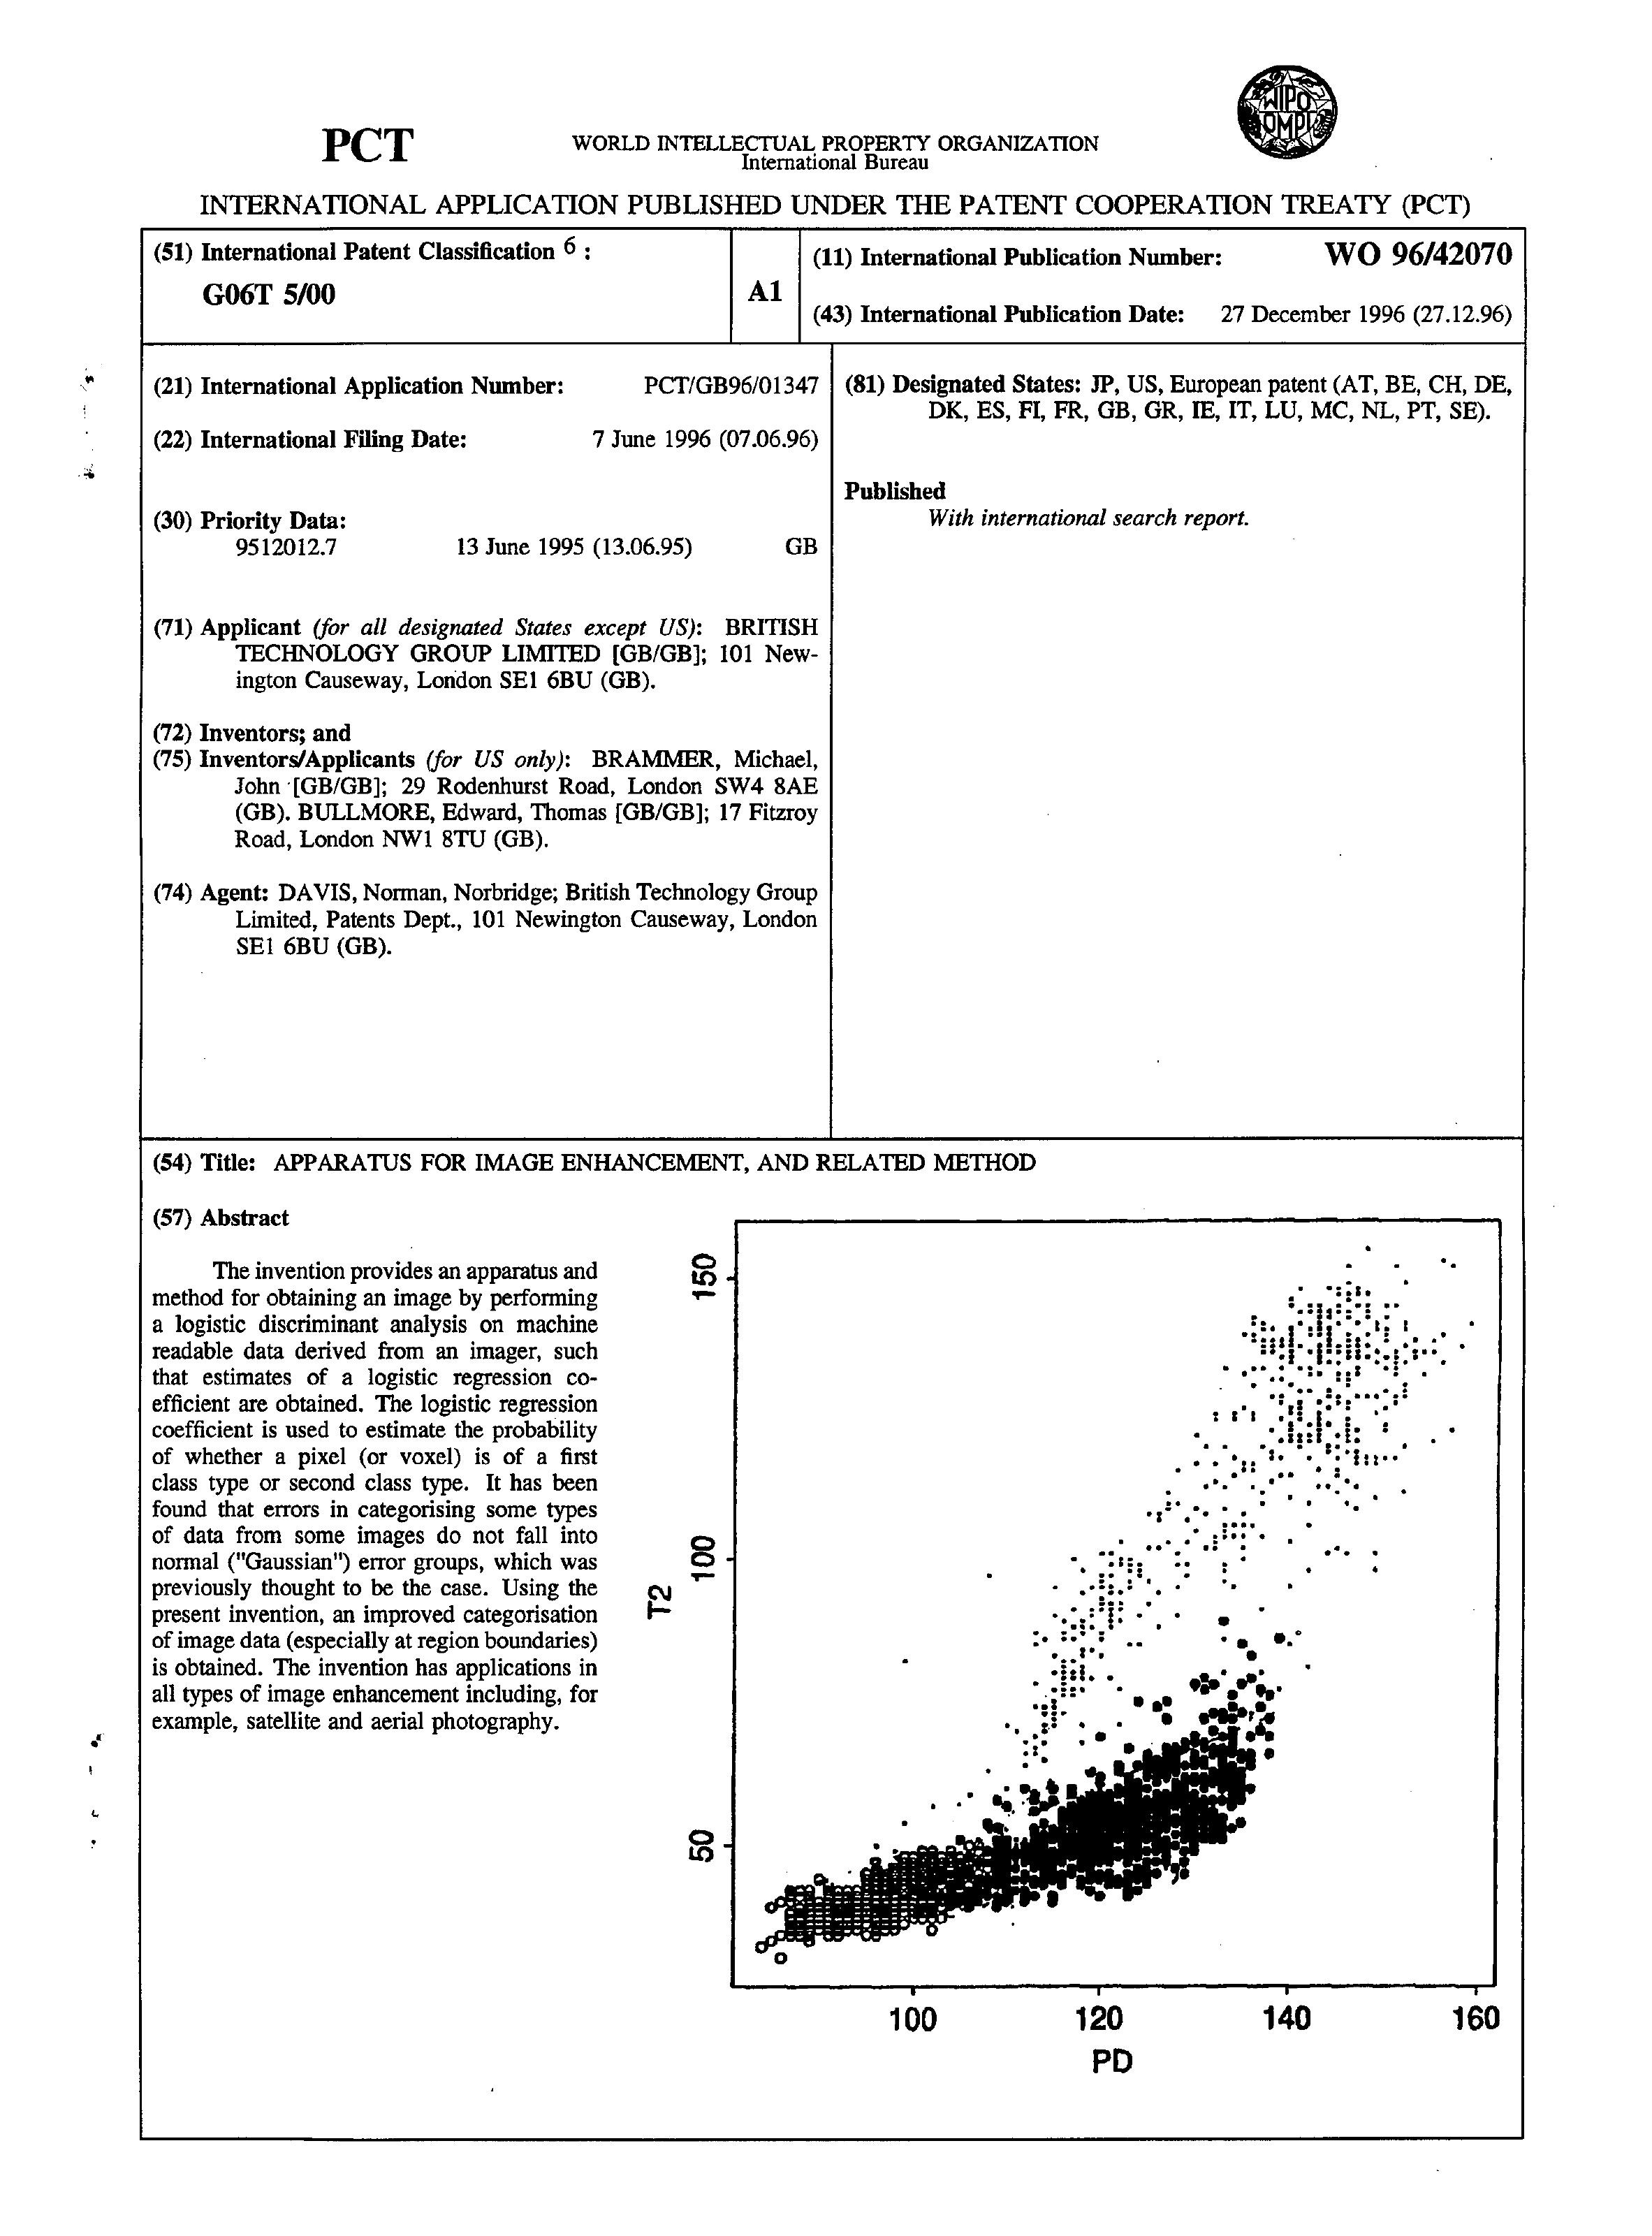 WIPO
OMPI
PCT
WORLD INTELLECTUAL PROPERTY ORGANIZATION
International Bureau
INTERNATIONAL APPLICATION PUBLISHED UNDER THE PATENT COOPERATION TREATY (PCT)
(51) International Patent Classification 6 :
G06T 5/00
A1
(11) International Publication Number: WO 96/42070
(43) International Publication Date: 27 December 1996 (27.12.96)
(21) International Application Number: PCT/GB96/01347
(22) International Filing Date: 7 June 1996 (07.06.96)
(30) Priority Data:
9512012.7 13 June 1995 (13.06.95) GB
(71) Applicant (for all designated States except US): BRITISH
TECHNOLOGY GROUP LIMITED [GB/GB]; 101 New-
ington Causeway, London SE1 6BU (GB).
(72) Inventors; and
(75) Inventors/Applicants (for US only): BRAMMER, Michael,
John [GB/GB]; 29 Rodenhurst Road, London SW4 8AE
(GB). BULLMORE, Edward, Thomas [GB/GB]; 17 Fitzroy
Road, London NW1 8TU (GB).
(74) Agent: DAVIS, Norman, Norbridge; British Technology Group
Limited, Patents Dept., 101 Newington Causeway, London
SE1 6BU (GB).
(81) Designated States: JP, US, European patent (AT, BE, CH, DE,
DK, ES, FI, FR, GB, GR, IE, IT, LU, MC, NL, PT, SE).
Published
With international search report.
(54) Title: APPARATUS FOR IMAGE ENHANCEMENT, AND RELATED METHOD
(57) Abstract
The invention provides an apparatus and
method for obtaining an image by performing
a logistic discriminant analysis on machine
readable data derived from an imager, such
that estimates of a logistic regression co-
efficient are obtained. The logistic regression
coefficient is used to estimate the probability
of whether a pixel (or voxel) is of a first
class type or second class type. It has been
found that errors in categorising some types
of data from some images do not fall into
normal ("Gaussian") error groups, which was
previously thought to be the case. Using the
present invention, an improved categorisation
of image data (especially at region boundaries)
is obtained. The invention has applications in
all types of image enhancement including, for
example, satellite and aerial photography.
150
100
50
T2
100 120 140 160
PD